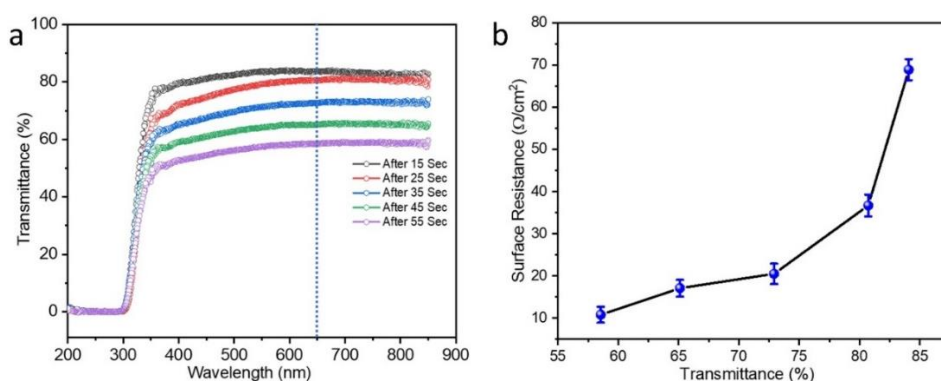 a
100
80
60
40
20
0
Transmittance (%)
200 300 400 500 600 700 800 900
Wavelength (nm)
After 15 Sec
After 25 Sec
After 35 Sec
After 45 Sec
After 55 Sec
b
70
60
50
40
30
20
10
Surface Resistance (Ω/cm²)
55 60 65 70 75 80 85
Transmittance (%)